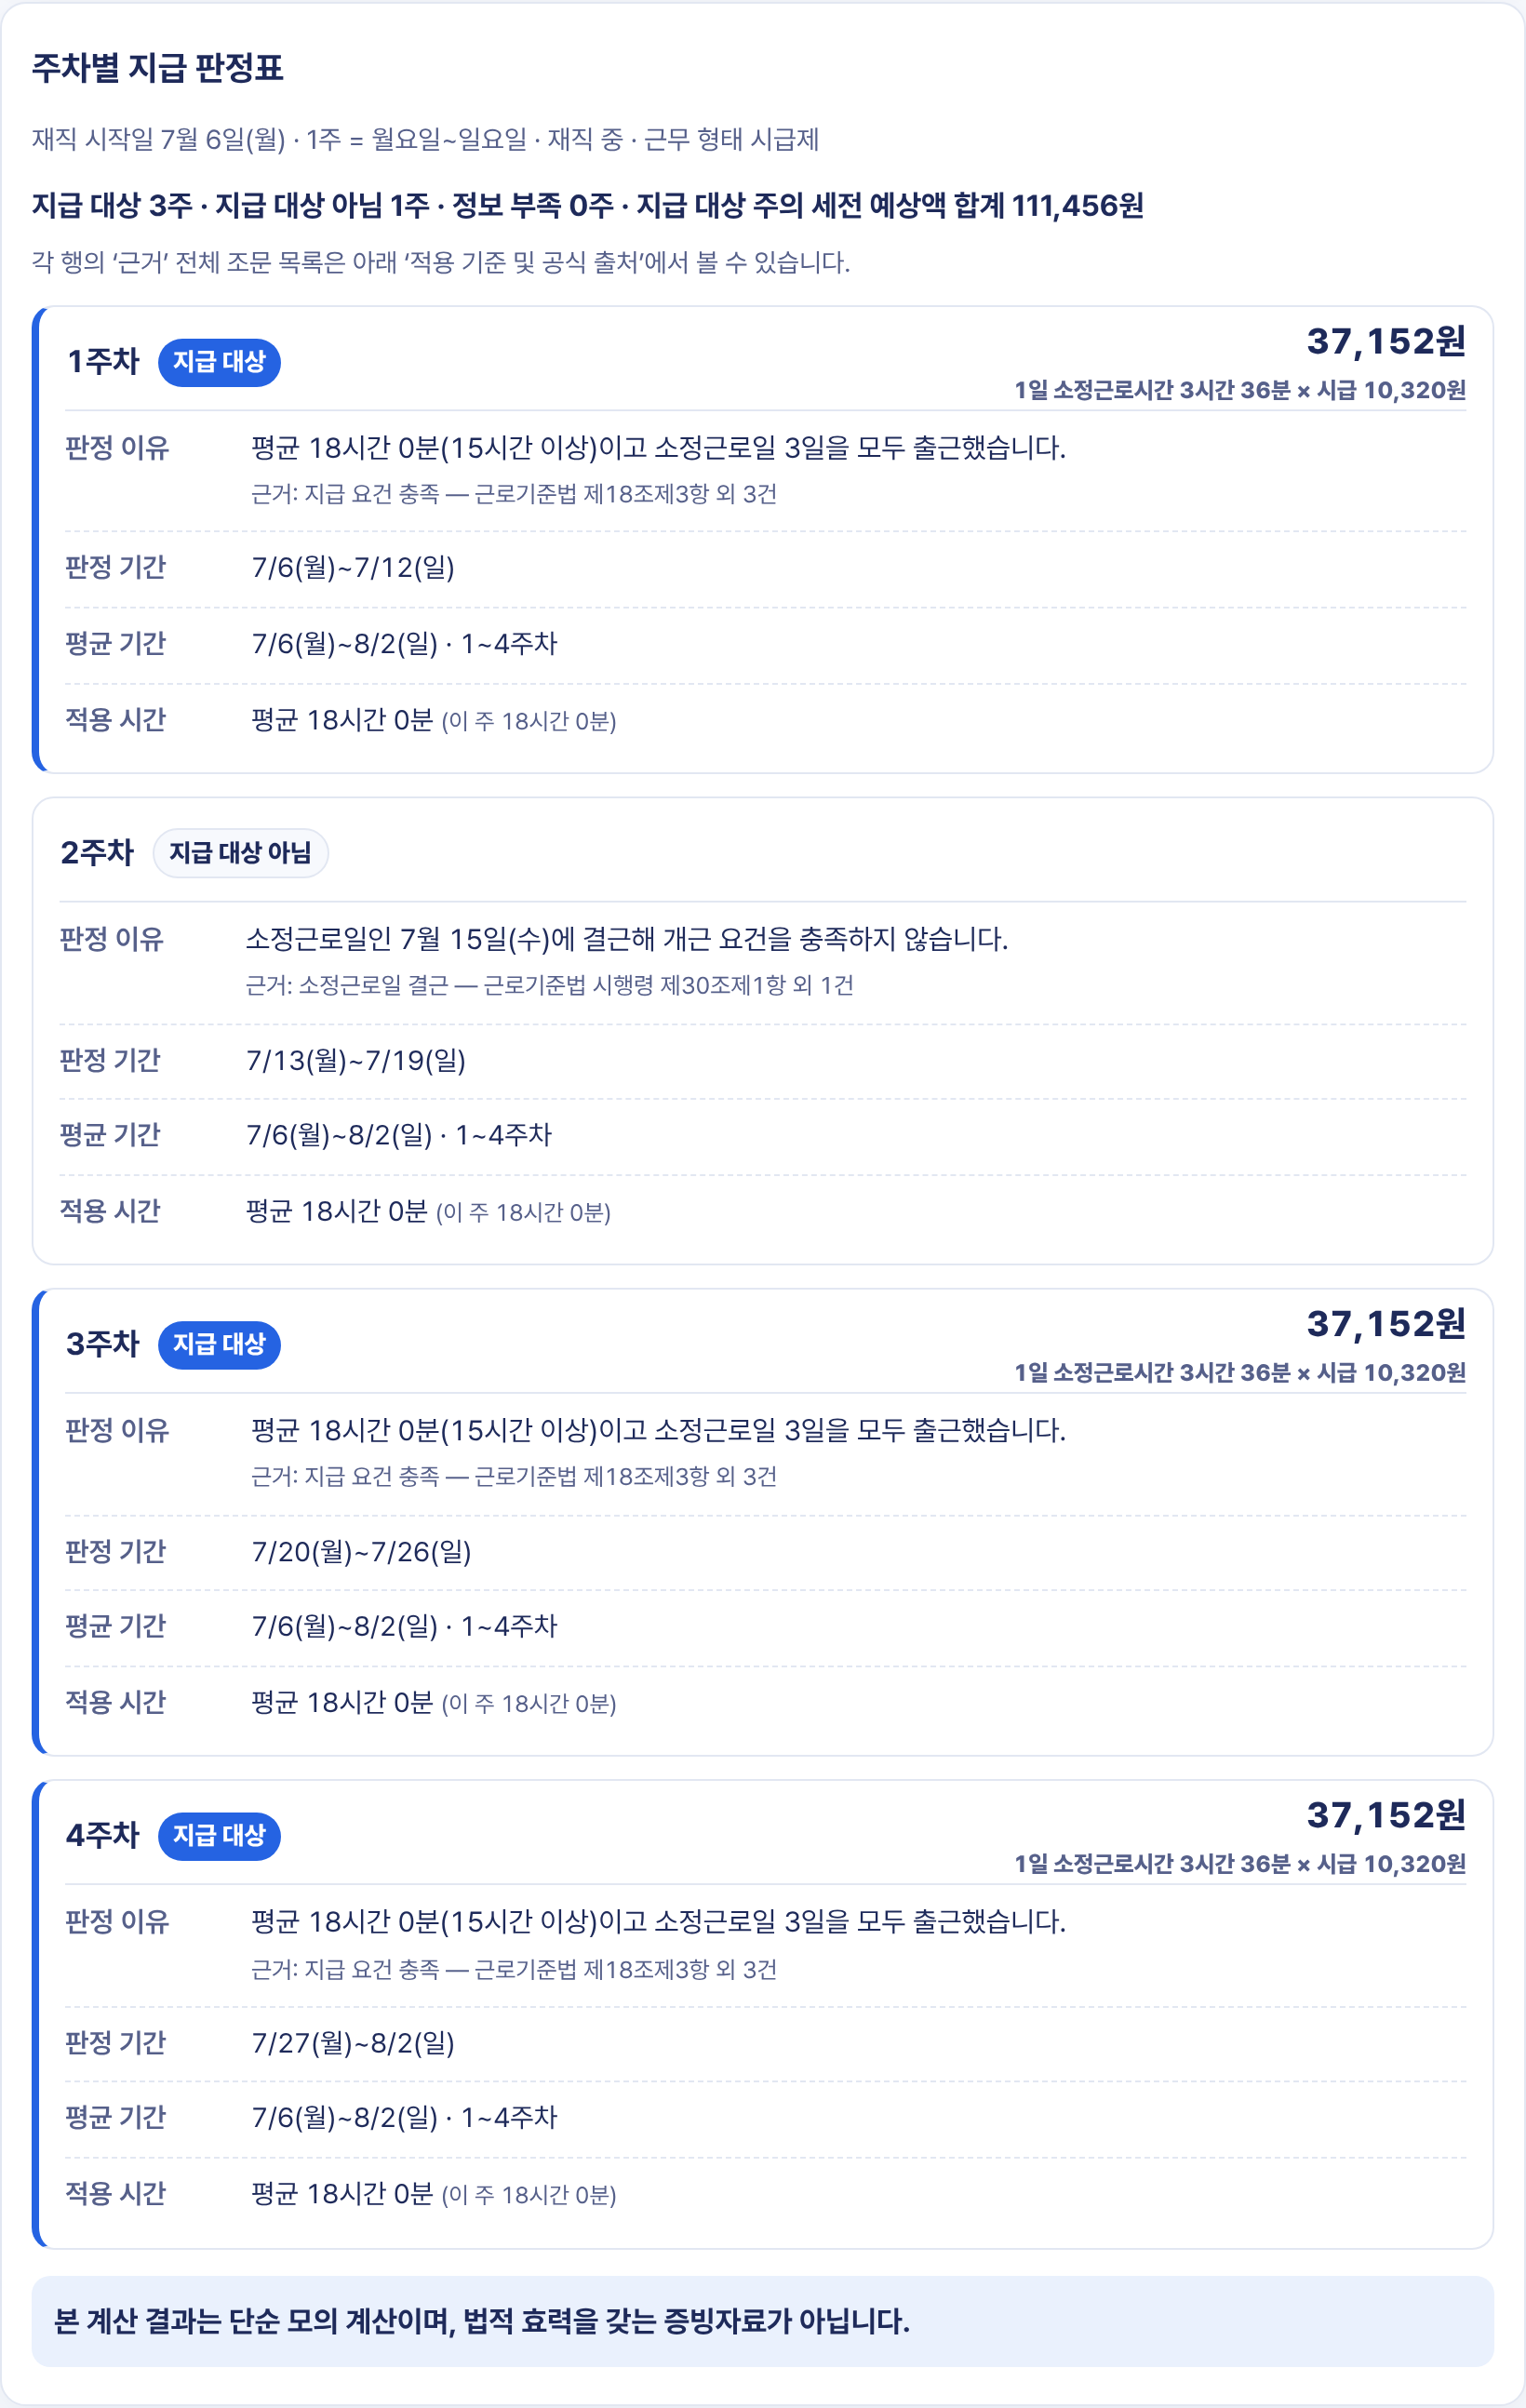 주차별 지급 판정표
재직 시작일 7월 6일(월) · 1주 = 월요일~일요일 · 재직 중 · 근무 형태 시급제
지급 대상 3주 · 지급 대상 아님 1주 · 정보 부족 0주 · 지급 대상 주의 세전 예상액 합계 111,456원
각 행의 ‘근거’ 전체 조문 목록은 아래 ‘적용 기준 및 공식 출처’에서 볼 수 있습니다.
1주차 지급 대상 37,152원
1일 소정근로시간 3시간 36분 × 시급 10,320원
판정 이유 평균 18시간 0분(15시간 이상)이고 소정근로일 3일을 모두 출근했습니다.
근거: 지급 요건 충족 — 근로기준법 제18조제3항 외 3건
판정 기간 7/6(월)~7/12(일)
평균 기간 7/6(월)~8/2(일) · 1~4주차
적용 시간 평균 18시간 0분 (이 주 18시간 0분)
2주차 지급 대상 아님
판정 이유 소정근로일인 7월 15일(수)에 결근해 개근 요건을 충족하지 않습니다.
근거: 소정근로일 결근 — 근로기준법 시행령 제30조제1항 외 1건
판정 기간 7/13(월)~7/19(일)
평균 기간 7/6(월)~8/2(일) · 1~4주차
적용 시간 평균 18시간 0분 (이 주 18시간 0분)
3주차 지급 대상 37,152원
1일 소정근로시간 3시간 36분 × 시급 10,320원
판정 이유 평균 18시간 0분(15시간 이상)이고 소정근로일 3일을 모두 출근했습니다.
근거: 지급 요건 충족 — 근로기준법 제18조제3항 외 3건
판정 기간 7/20(월)~7/26(일)
평균 기간 7/6(월)~8/2(일) · 1~4주차
적용 시간 평균 18시간 0분 (이 주 18시간 0분)
4주차 지급 대상 37,152원
1일 소정근로시간 3시간 36분 × 시급 10,320원
판정 이유 평균 18시간 0분(15시간 이상)이고 소정근로일 3일을 모두 출근했습니다.
근거: 지급 요건 충족 — 근로기준법 제18조제3항 외 3건
판정 기간 7/27(월)~8/2(일)
평균 기간 7/6(월)~8/2(일) · 1~4주차
적용 시간 평균 18시간 0분 (이 주 18시간 0분)
본 계산 결과는 단순 모의 계산이며, 법적 효력을 갖는 증빙자료가 아닙니다.